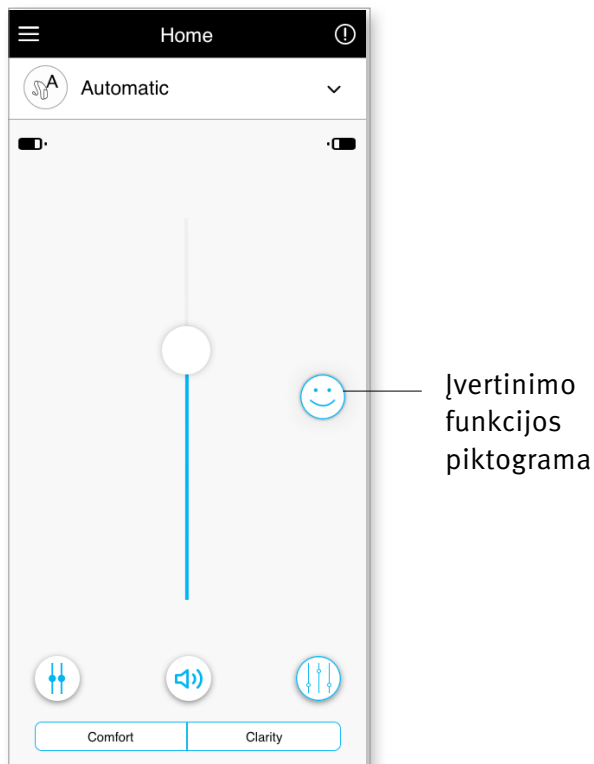 Home
A
Automatic
Įvertinimo
funkcijos
piktograma
Comfort
Clarity